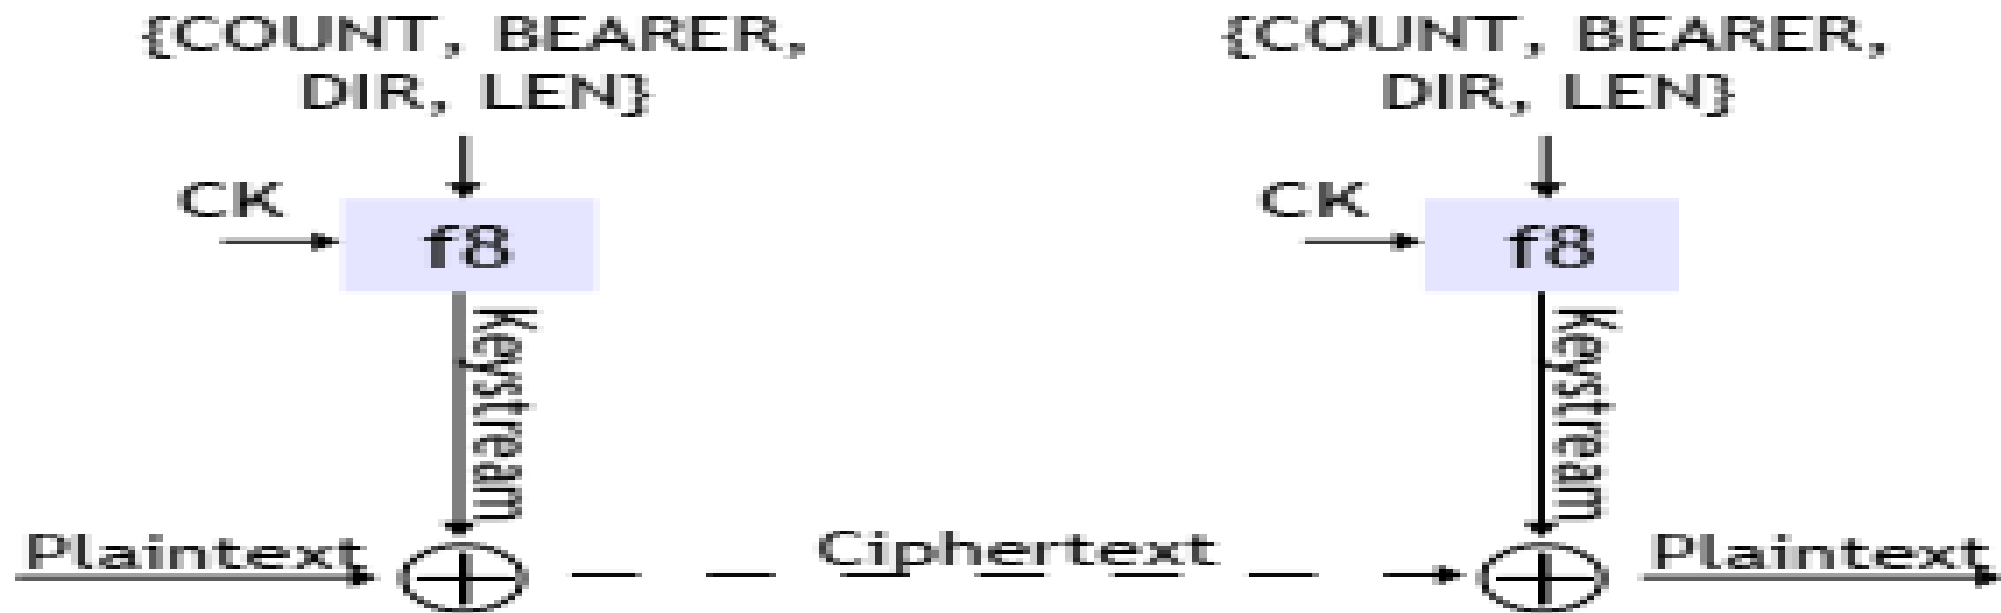 {COUNT, BEARER,
DIR, LEN}
CK
f8
Keystream
Plaintext
Ciphertext
{COUNT, BEARER,
DIR, LEN}
CK
f8
Keystream
Plaintext